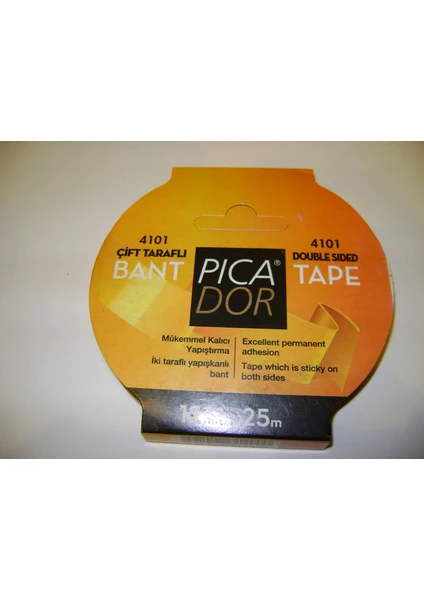 4101
ÇİFT TARAFLI
BANT
PICA®
DOR
4101
DOUBLE SIDED
TAPE
Mükemmel Kalıcı
Yapıştırma
İki taraflı yapışkanlı
bant
Excellent permanent
adhesion
Tape which is sticky on
both sides
25m